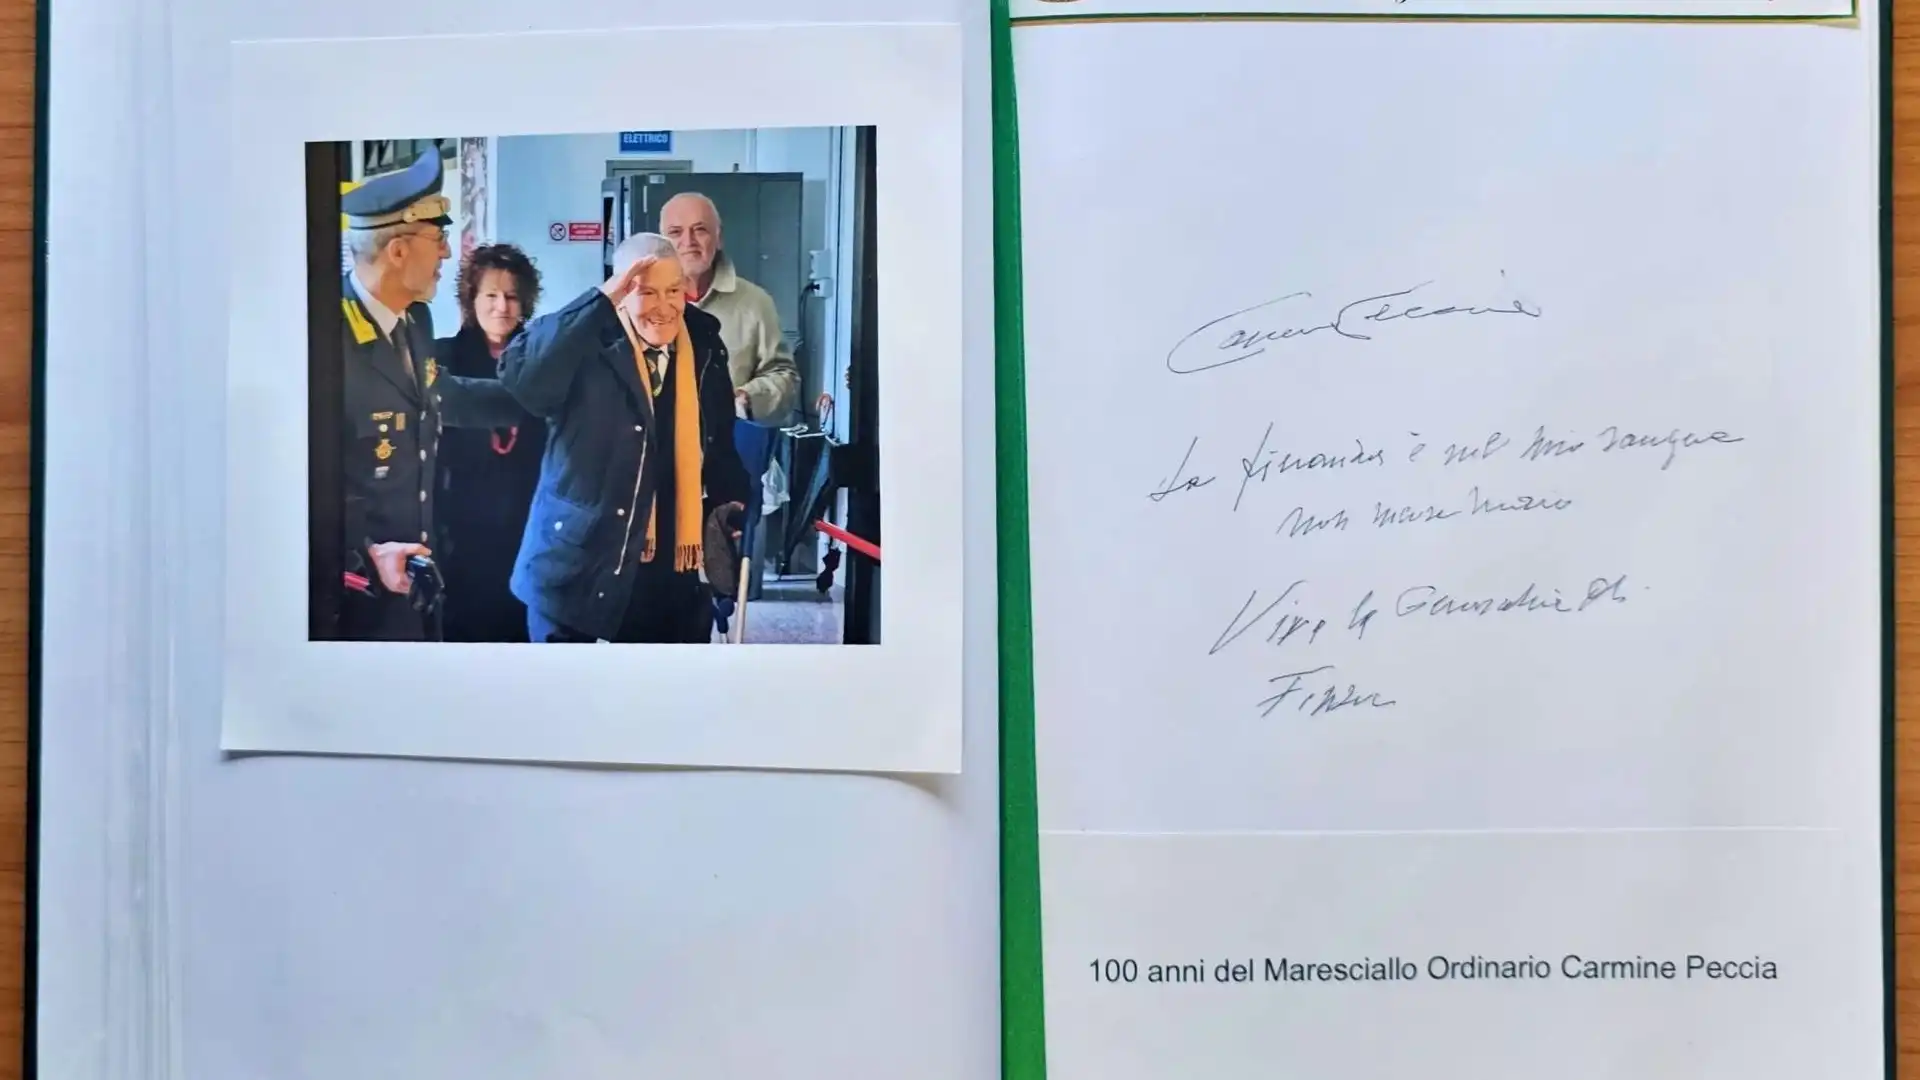 ELETTRICO
Carmine Peccia
La finanza è nel mio sangue
non
Viva la Guardia di
Finanza
100 anni del Maresciallo Ordinario Carmine Peccia